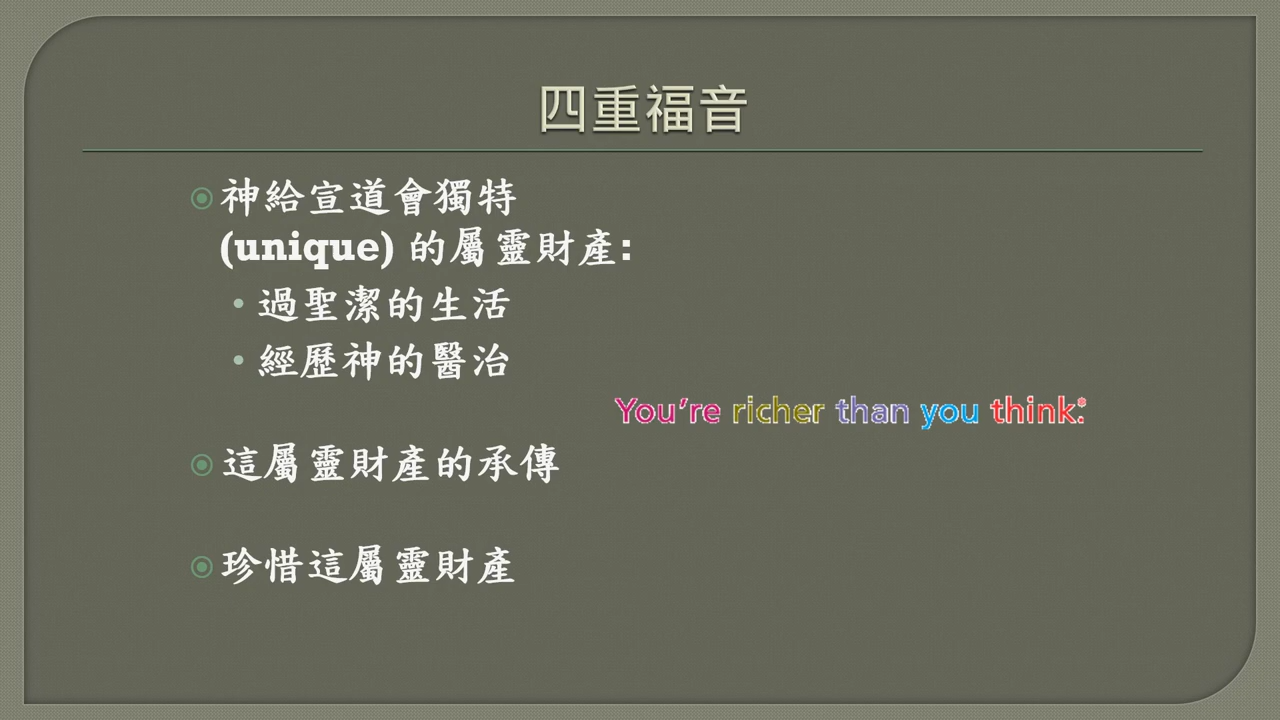 四重福音
神給宣道會獨特
(unique) 的屬靈財產:
過聖潔的生活
經歷神的醫治
You're richer than you think.*
這屬靈財產的承傳
珍惜這屬靈財產